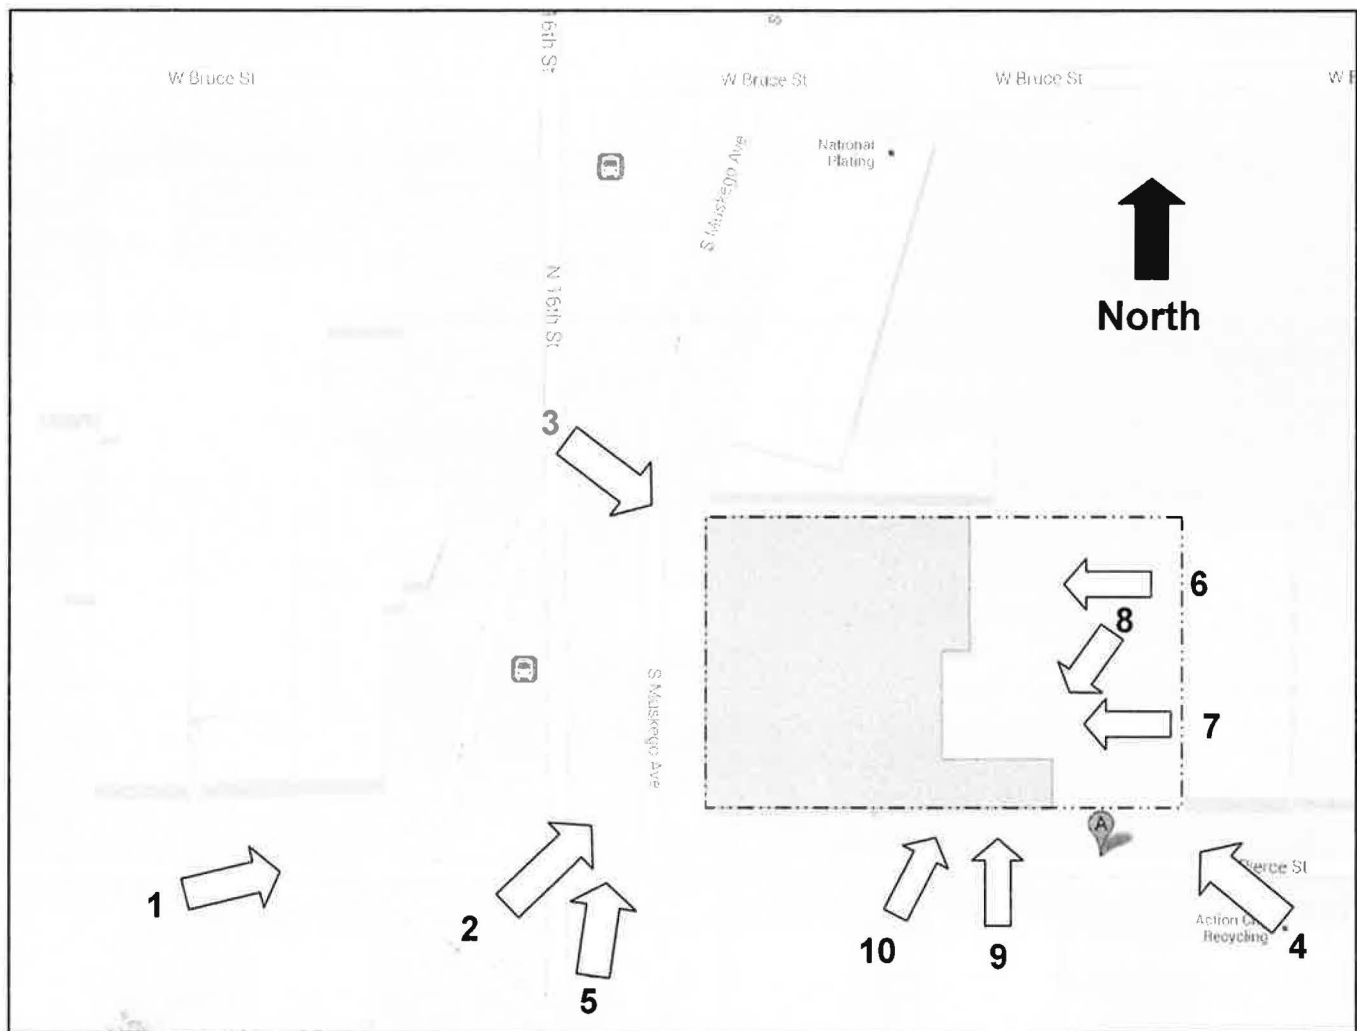 W Bruce St
W Bruce St
W Bruce St
16th St
National
Plating
S Muskego Ave
North
N 16th St
3
6
8
S Muskego Ave
7
A
1
2
5
10
9
Pierce St
Action
Recycling
4